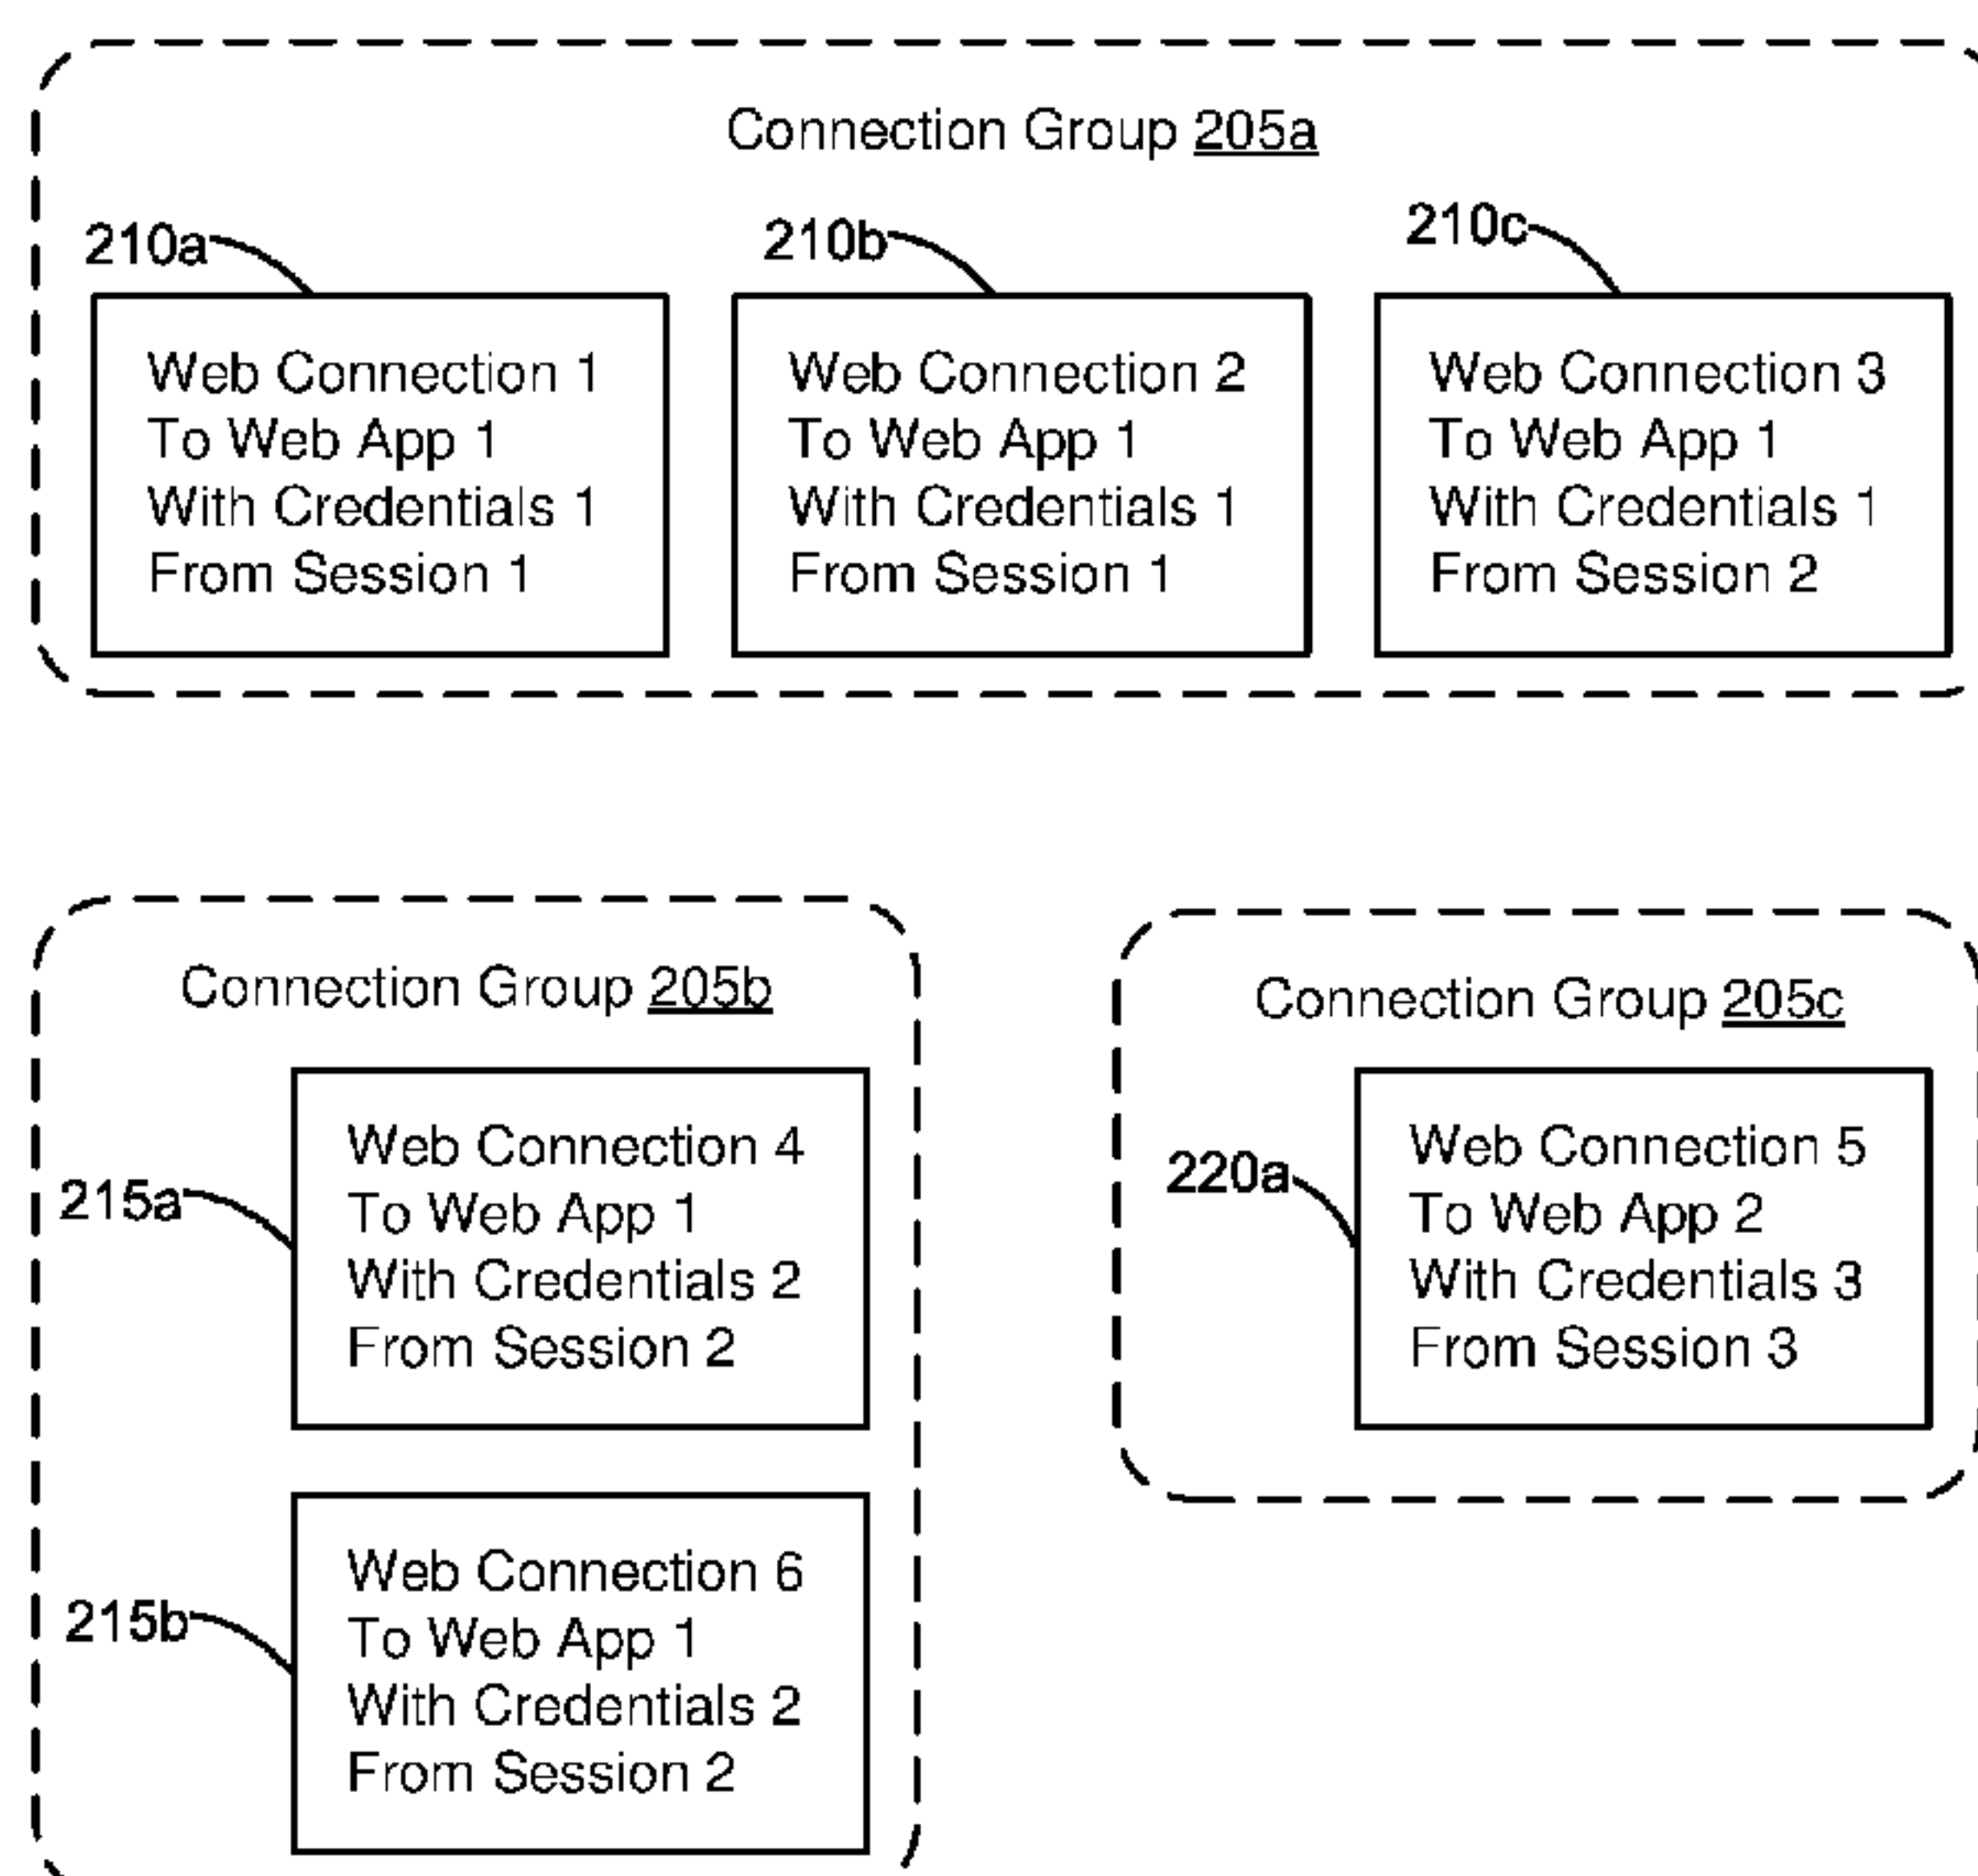 Connection Group 205a
210a
210b
210c
Web Connection 1
To Web App 1
With Credentials 1
From Session 1
Web Connection 2
To Web App 1
With Credentials 1
From Session 1
Web Connection 3
To Web App 1
With Credentials 1
From Session 2
Connection Group 205b
215a
Web Connection 4
To Web App 1
With Credentials 2
From Session 2
215b
Web Connection 6
To Web App 1
With Credentials 2
From Session 2
Connection Group 205c
220a
Web Connection 5
To Web App 2
With Credentials 3
From Session 3